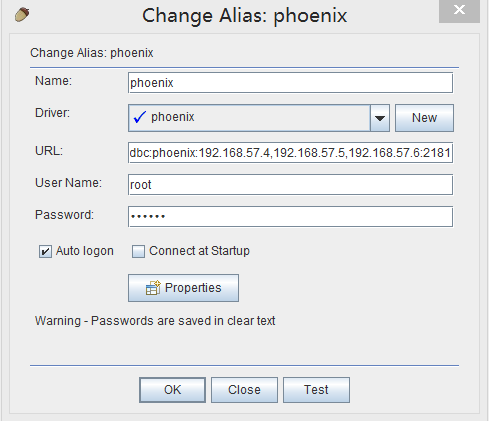 Change Alias: phoenix
Change Alias: phoenix
Name: phoenix
Driver: phoenix New
URL: dbc:phoenix:192.168.57.4,192.168.57.5,192.168.57.6:2181
User Name: root
Password: ••••••
Auto logon Connect at Startup
Properties
Warning - Passwords are saved in clear text
OK Close Test